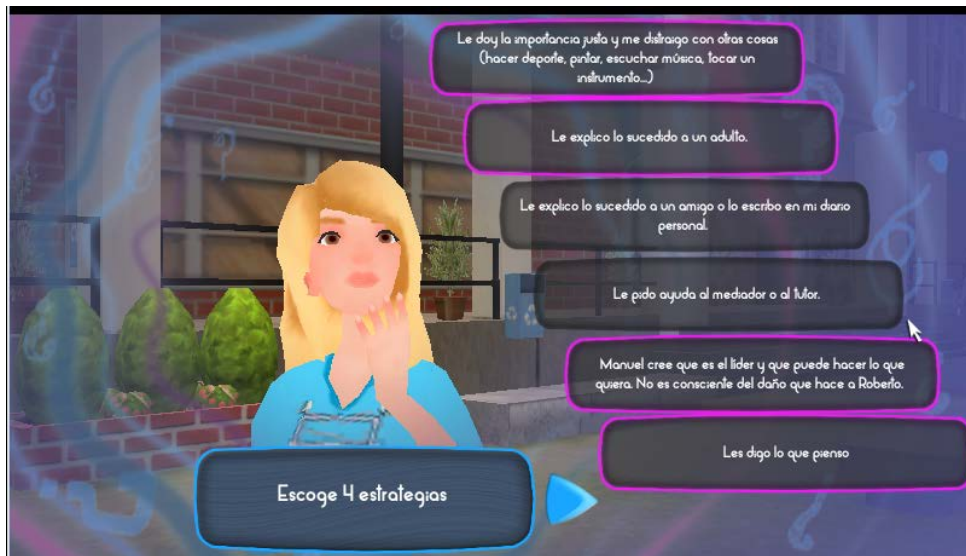 Le doy la importancia justa y me distraigo con otras cosas
(hacer deporte, pintar, escuchar música, tocar un
instrumento...)
Le explico lo sucedido a un adulto.
Le explico lo sucedido a un amigo o lo escribo en mi diario
personal.
Le pido ayuda al mediador o al tutor.
Manuel cree que es el líder y que puede hacer lo que
quiera. No es consciente del daño que hace a Roberto.
Les digo lo que pienso
Escoge 4 estrategias